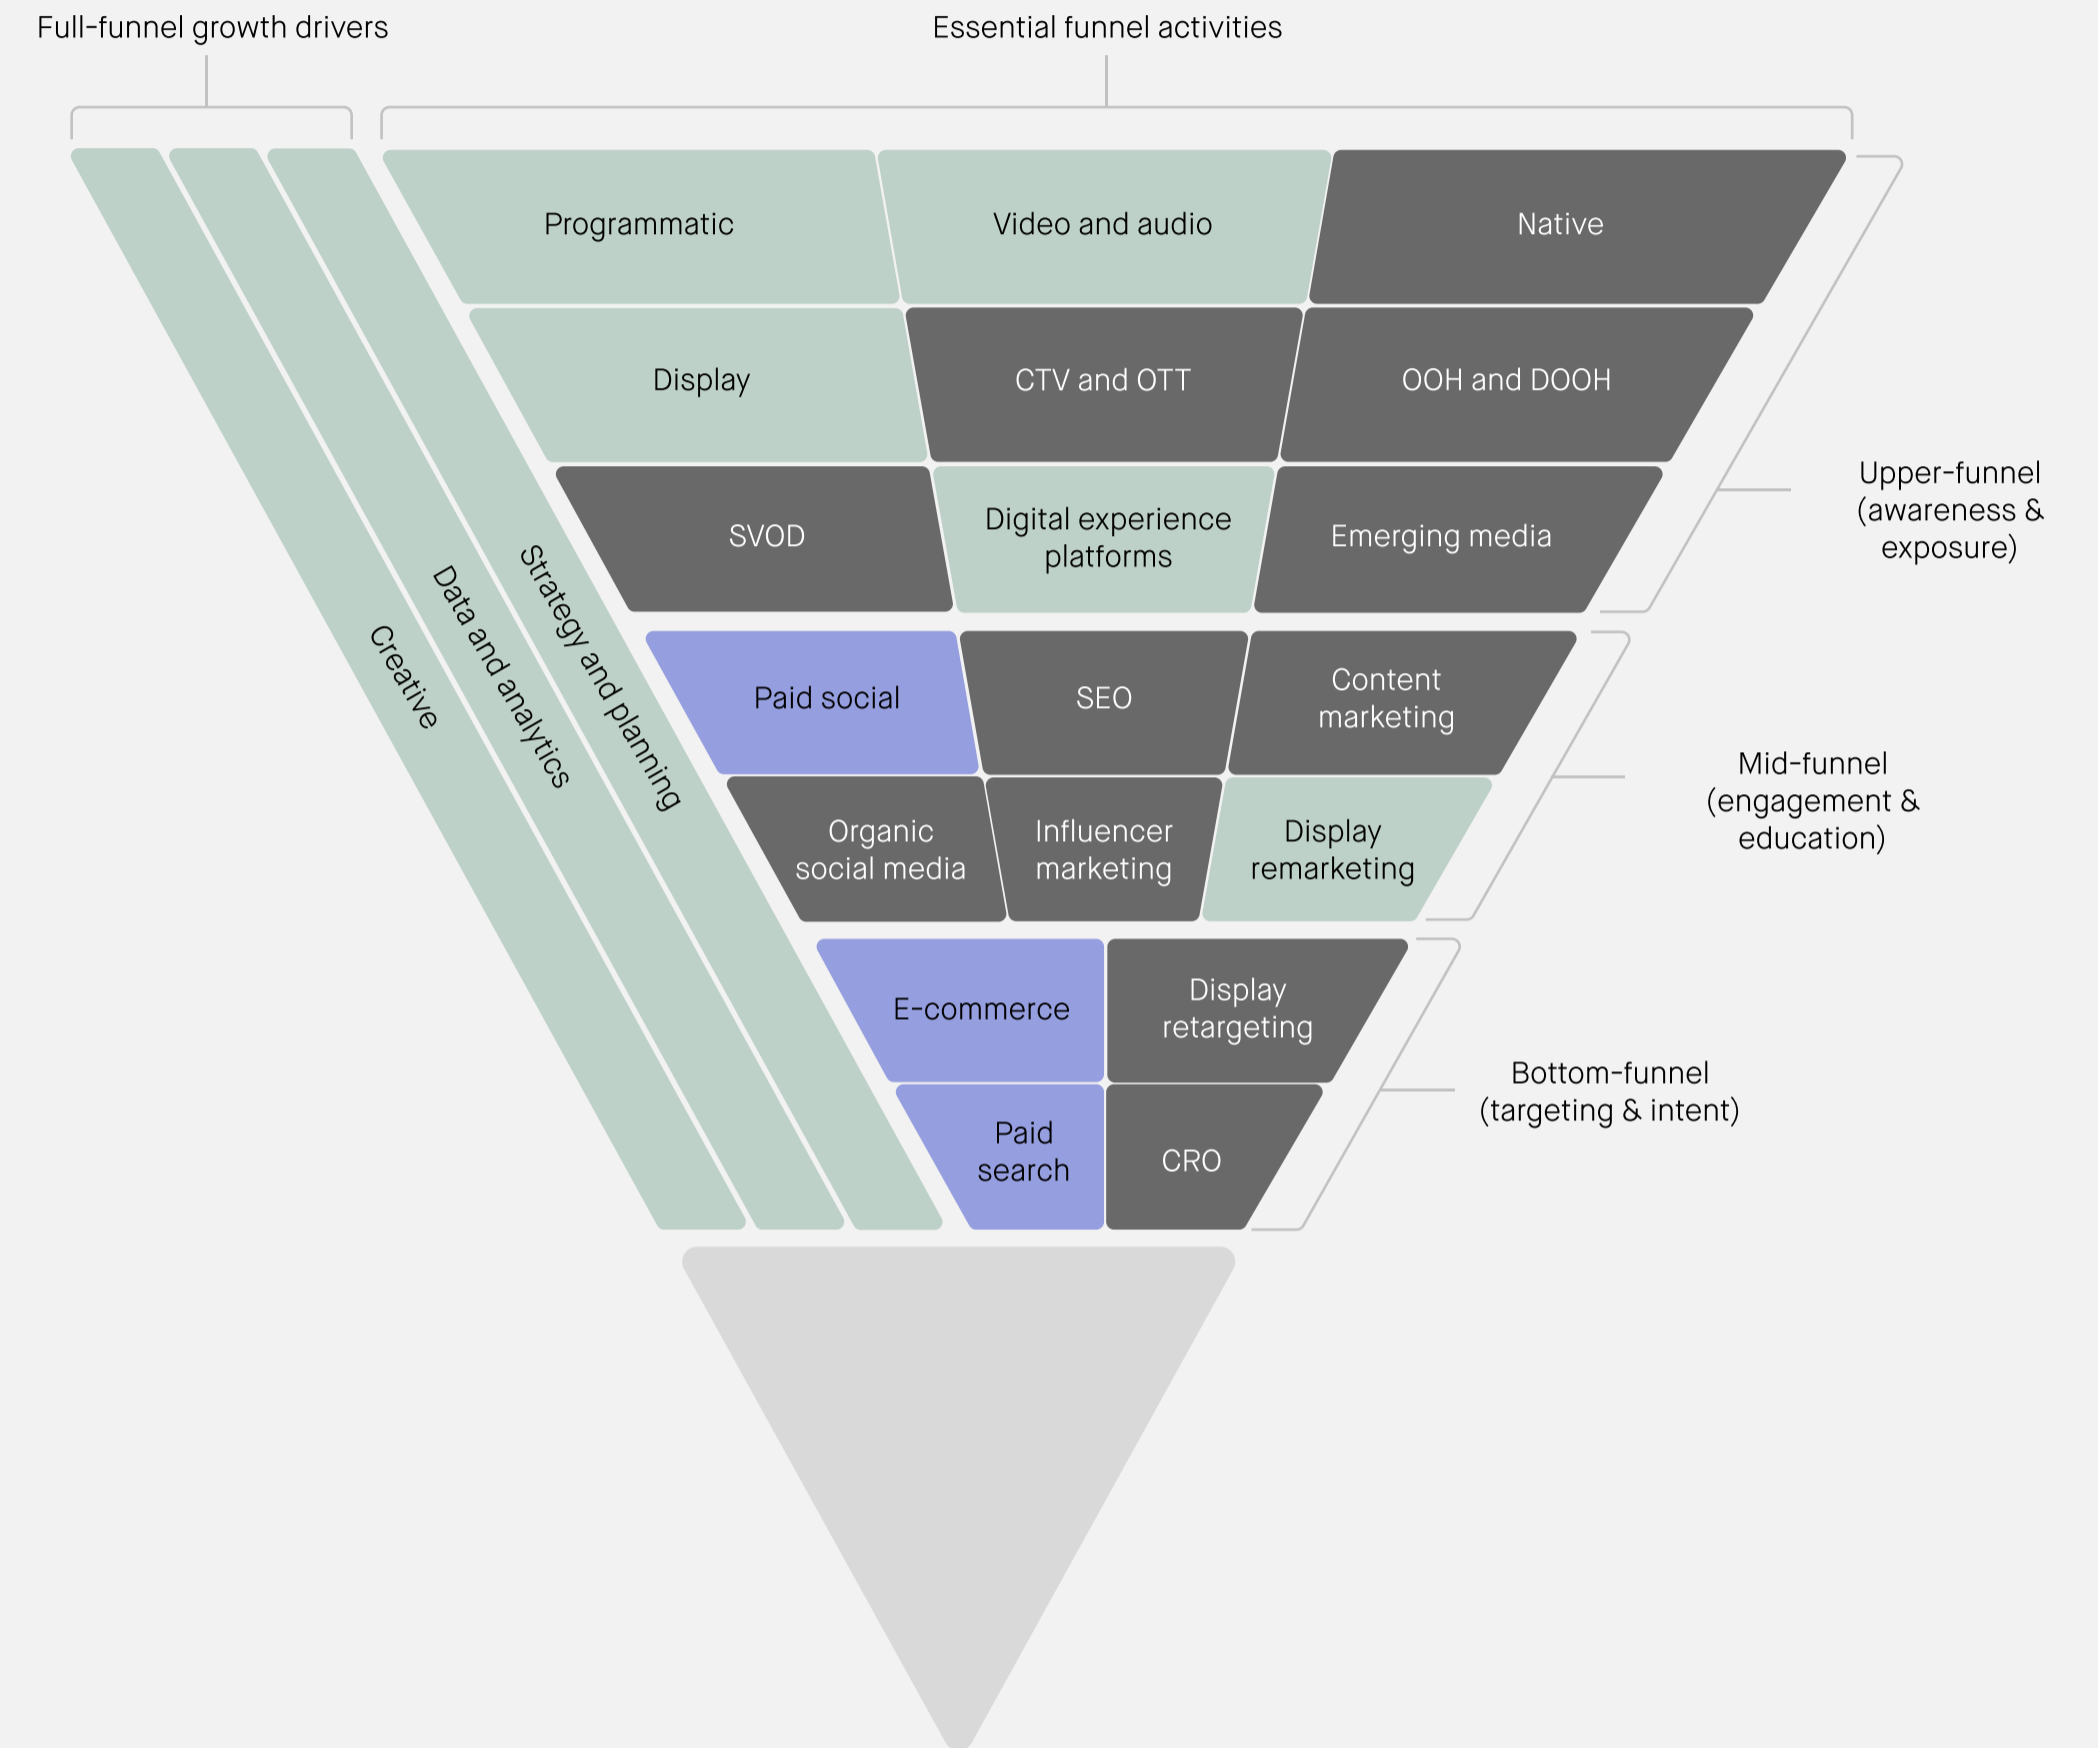 Full-funnel growth drivers
Essential funnel activities
Programmatic
Video and audio
Native
Display
CTV and OTT
OOH and DOOH
SVOD
Digital experience
platforms
Emerging media
Upper-funnel
(awareness &
exposure)
Creative
Data and analytics
Strategy and planning
Paid social
SEO
Content
marketing
Organic
social media
Influencer
marketing
Display
remarketing
Mid-funnel
(engagement &
education)
E-commerce
Display
retargeting
Paid
search
CRO
Bottom-funnel
(targeting & intent)